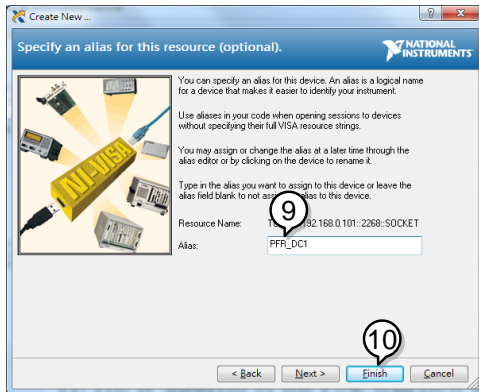 Create New ...
Specify an alias for this resource (optional).
NATIONAL
INSTRUMENTS
You can specify an alias for this device. An alias is a logical name
for a device that makes it easier to identify your instrument.
Use aliases in your code when opening sessions to devices
without specifying their full VISA resource strings.
You may assign or change the alias at a later time through the
alias editor or by clicking on the device to rename it.
Type in the alias you want to assign to this device or leave the
alias field blank to not alias to this device.
NI-VISA
9
Resource Name: 192.168.0.101::2268::SOCKET
Alias: PFR_DC1
10
< Back Next > Finish Cancel